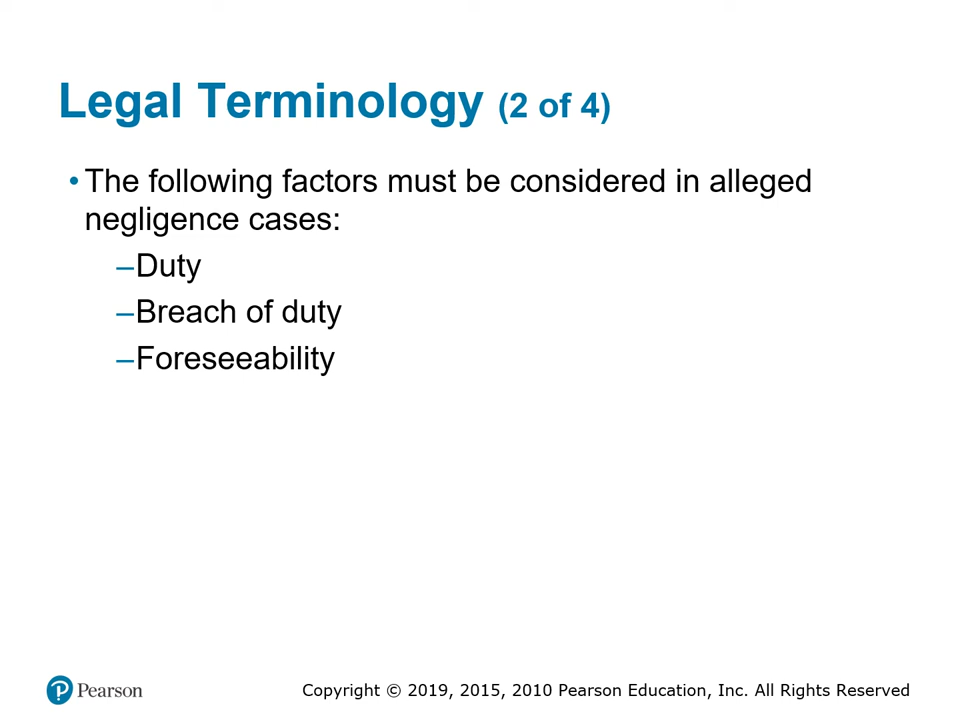 Legal Terminology (2 of 4)
• The following factors must be considered in alleged
negligence cases:
–Duty
–Breach of duty
–Foreseeability
Pearson
Copyright © 2019, 2015, 2010 Pearson Education, Inc. All Rights Reserved